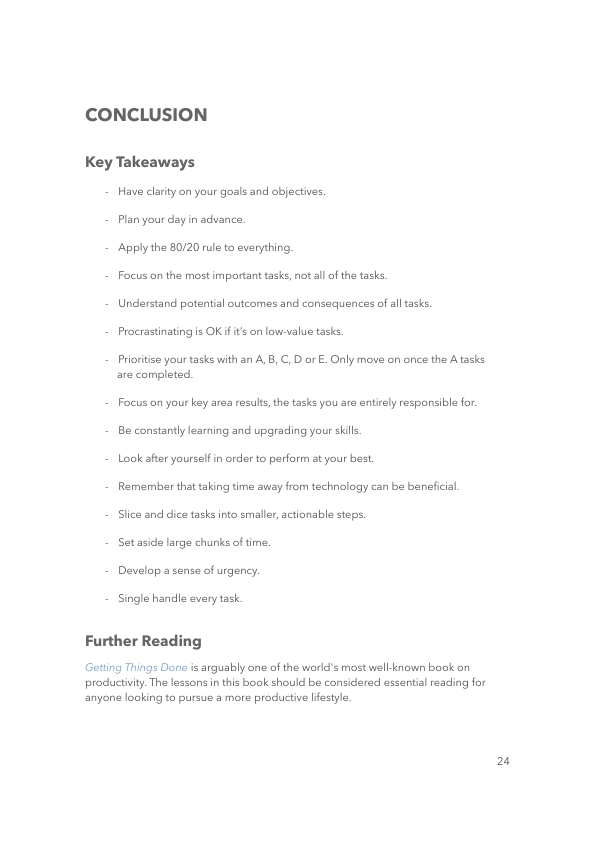 CONCLUSION
Key Takeaways
- Have clarity on your goals and objectives.
- Plan your day in advance.
- Apply the 80/20 rule to everything.
- Focus on the most important tasks, not all of the tasks.
- Understand potential outcomes and consequences of all tasks.
- Procrastinating is OK if it's on low-value tasks.
- Prioritise your tasks with an A, B, C, D or E. Only move on once the A tasks
are completed.
- Focus on your key area results, the tasks you are entirely responsible for.
- Be constantly learning and upgrading your skills.
- Look after yourself in order to perform at your best.
- Remember that taking time away from technology can be beneficial.
- Slice and dice tasks into smaller, actionable steps.
- Set aside large chunks of time.
- Develop a sense of urgency.
- Single handle every task.
Further Reading
Getting Things Done is arguably one of the world's most well-known book on
productivity. The lessons in this book should be considered essential reading for
anyone looking to pursue a more productive lifestyle.
24